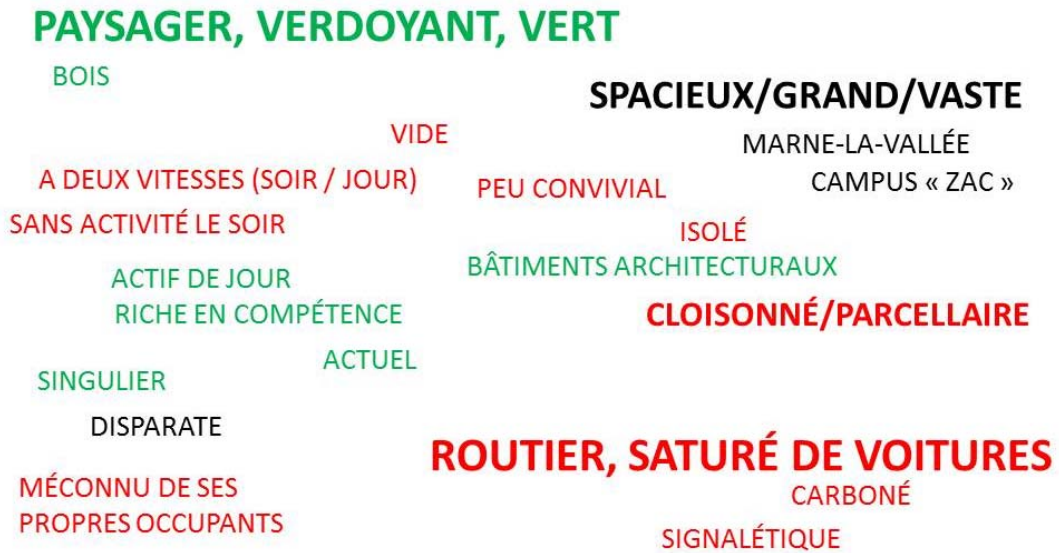 PAYSAGER, VERDOYANT, VERT
BOIS
SPACIEUX/GRAND/VASTE
VIDE
MARNE-LA-VALLÉE
A DEUX VITESSES (SOIR / JOUR)
PEU CONVIVIAL
CAMPUS « ZAC »
SANS ACTIVITÉ LE SOIR
ISOLÉ
BÂTIMENTS ARCHITECTURAUX
ACTIF DE JOUR
RICHE EN COMPÉTENCE
CLOISONNÉ/PARCELLAIRE
ACTUEL
SINGULIER
DISPARATE
ROUTIER, SATURÉ DE VOITURES
MÉCONNU DE SES
PROPRES OCCUPANTS
CARBONÉ
SIGNALÉTIQUE